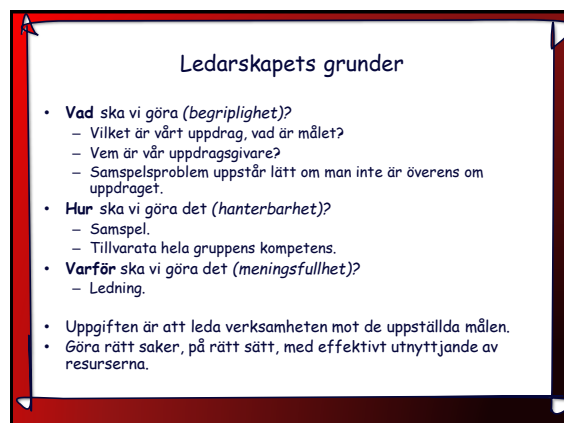 Ledarskapets grunder
• Vad ska vi göra (begriplighet)?
– Vilket är vårt uppdrag, vad är målet?
– Vem är vår uppdragsgivare?
– Samspelsproblem uppstår lätt om man inte är överens om
uppdraget.
• Hur ska vi göra det (hanterbarhet)?
– Samspel.
– Tillvarata hela gruppens kompetens.
• Varför ska vi göra det (meningsfullhet)?
– Ledning.
• Uppgiften är att leda verksamheten mot de uppställda målen.
• Göra rätt saker, på rätt sätt, med effektivt utnyttjande av
resurserna.